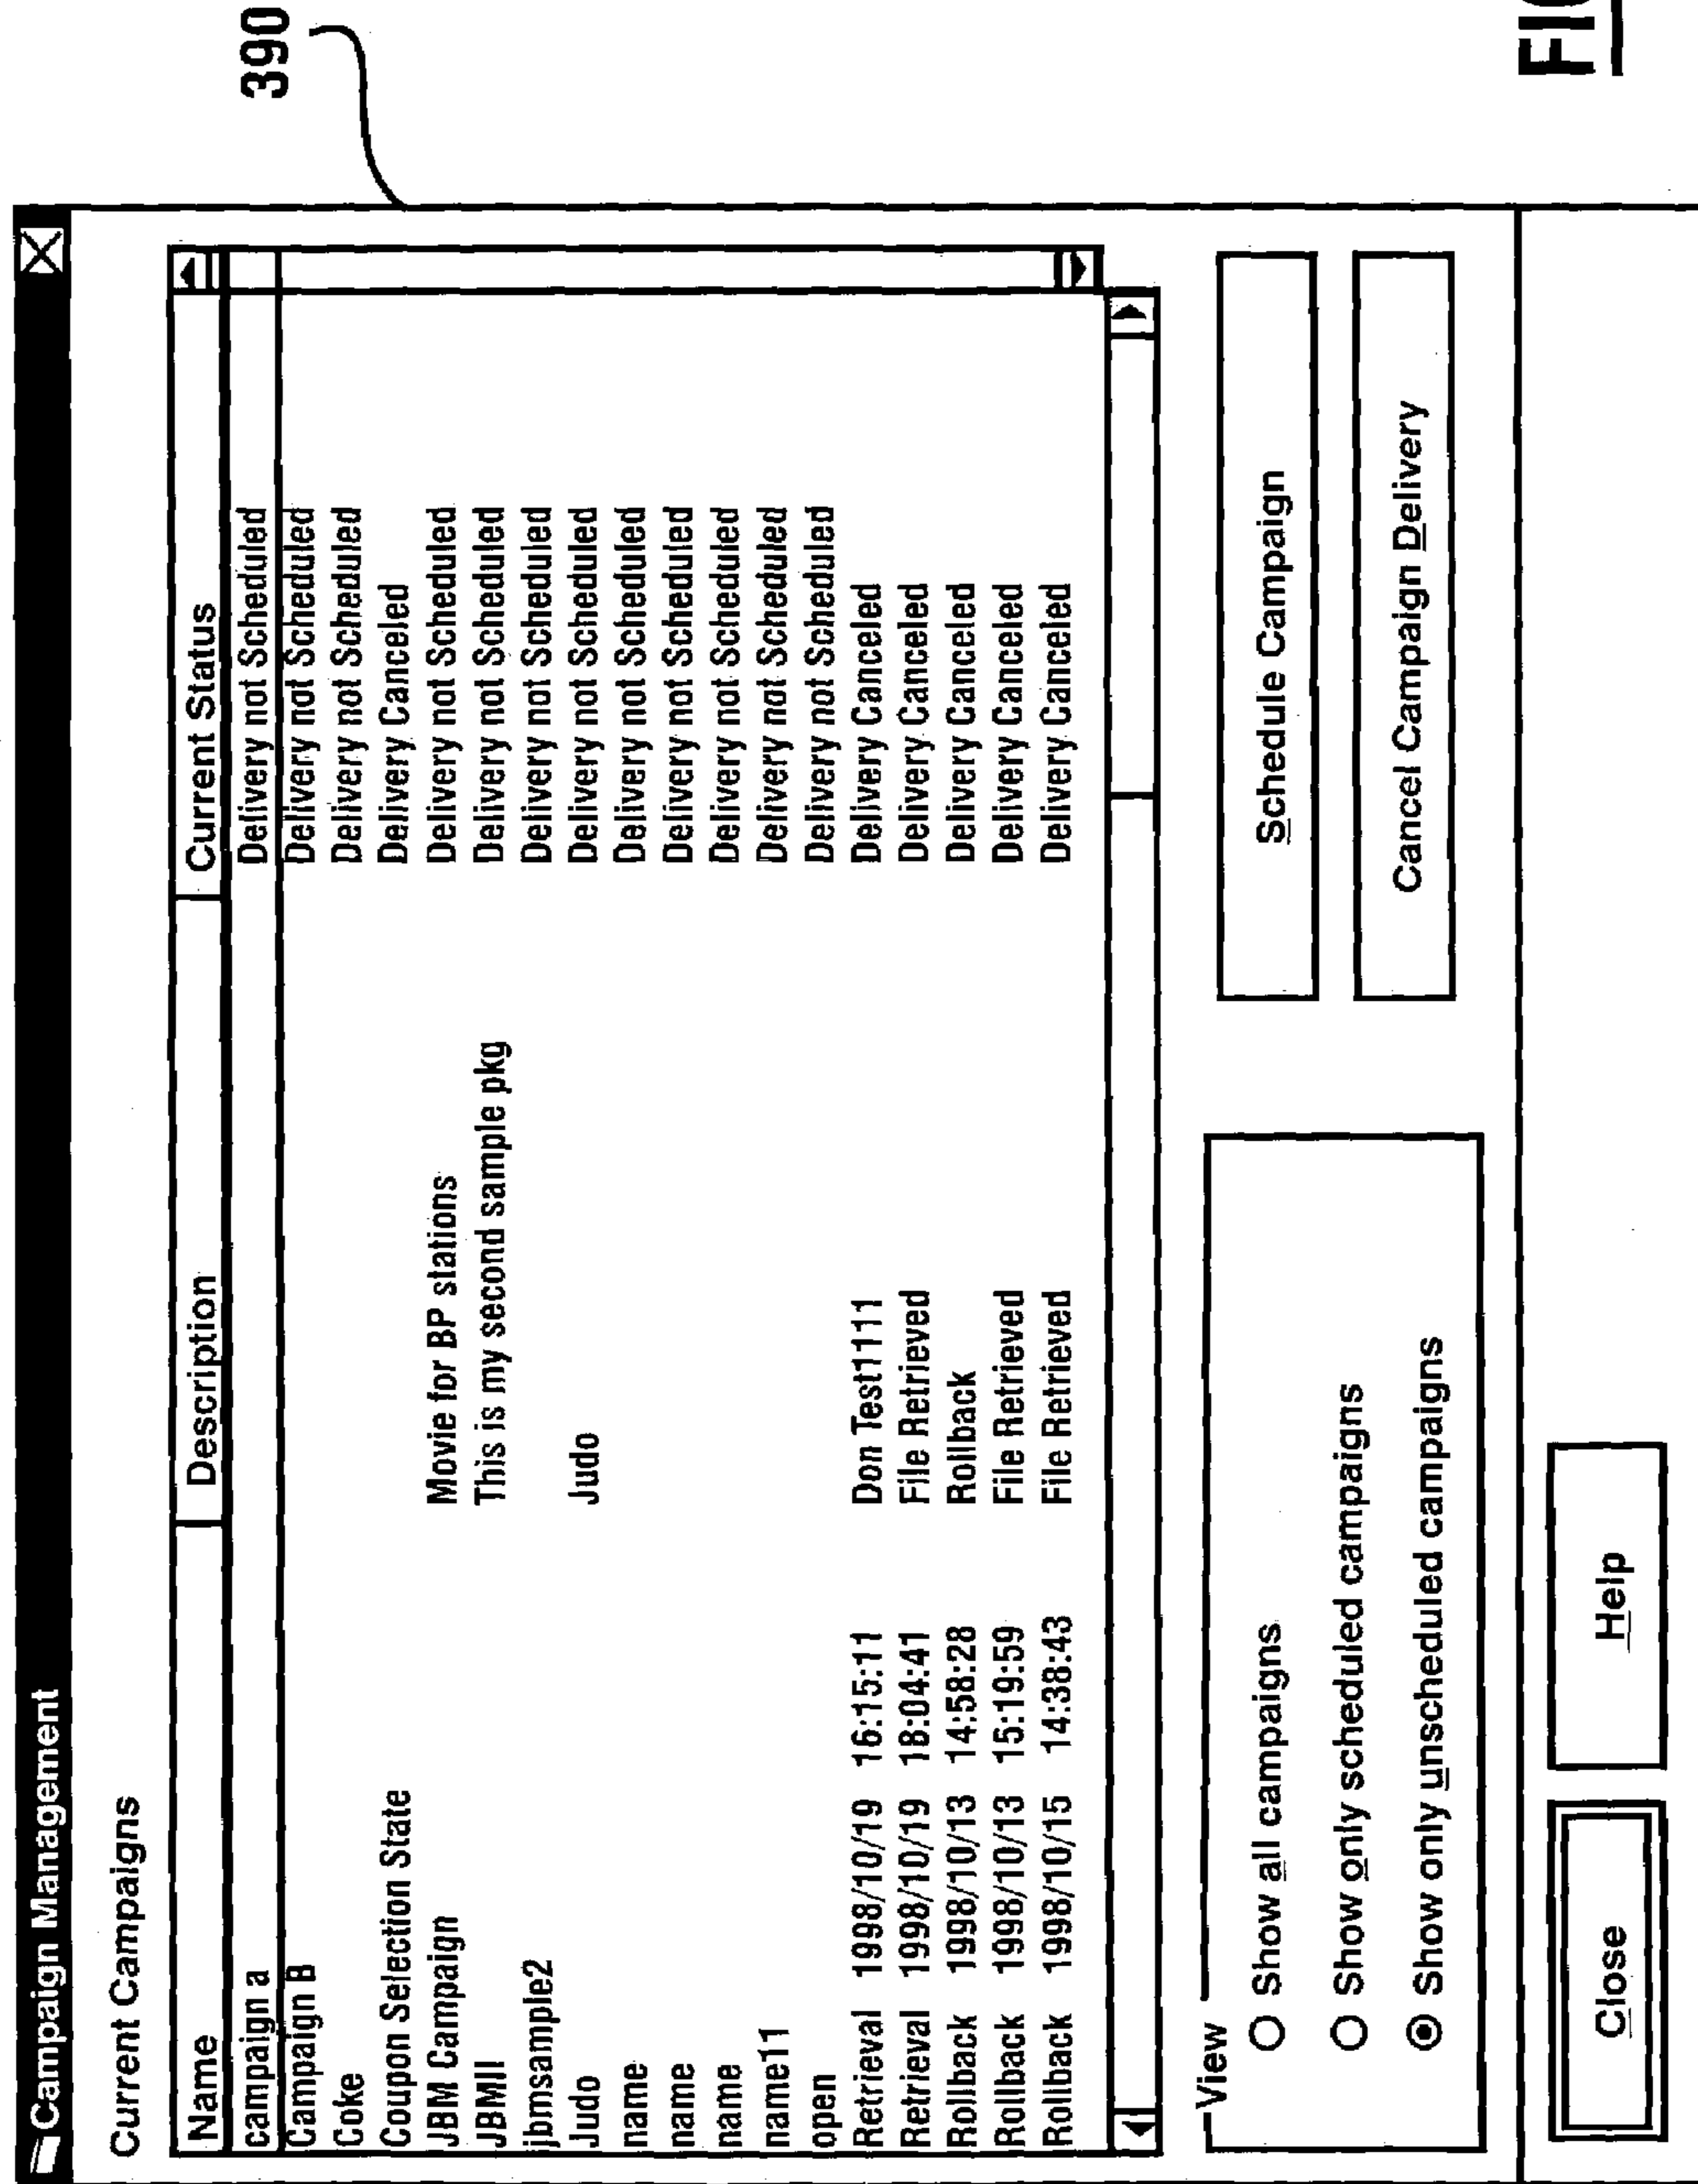 Campaign Management
390
Current Campaigns
Name Description Current Status
campaign a Delivery not Scheduled
Campaign B Delivery not Scheduled
Coke Delivery not Scheduled
Coupon Selection State Delivery Canceled
JBM Campaign Movie for BP stations Delivery not Scheduled
JBMII This is my second sample pkg Delivery not Scheduled
jbmsample2 Delivery not Scheduled
Judo Judo Delivery not Scheduled
name Delivery not Scheduled
name Delivery not Scheduled
name Delivery not Scheduled
name11 Delivery not Scheduled
open Delivery not Scheduled
Retrieval 1998/10/19 16:15:11 Don Test1111 Delivery Canceled
Retrieval 1998/10/19 18:04:41 File Retrieved Delivery Canceled
Rollback 1998/10/13 14:58:28 Rollback Delivery Canceled
Rollback 1998/10/13 15:19:59 File Retrieved Delivery Canceled
Rollback 1998/10/15 14:38:43 File Retrieved Delivery Canceled
View
Show all campaigns
Show only scheduled campaigns
Show only unscheduled campaigns
Schedule Campaign
Cancel Campaign Delivery
Close Help